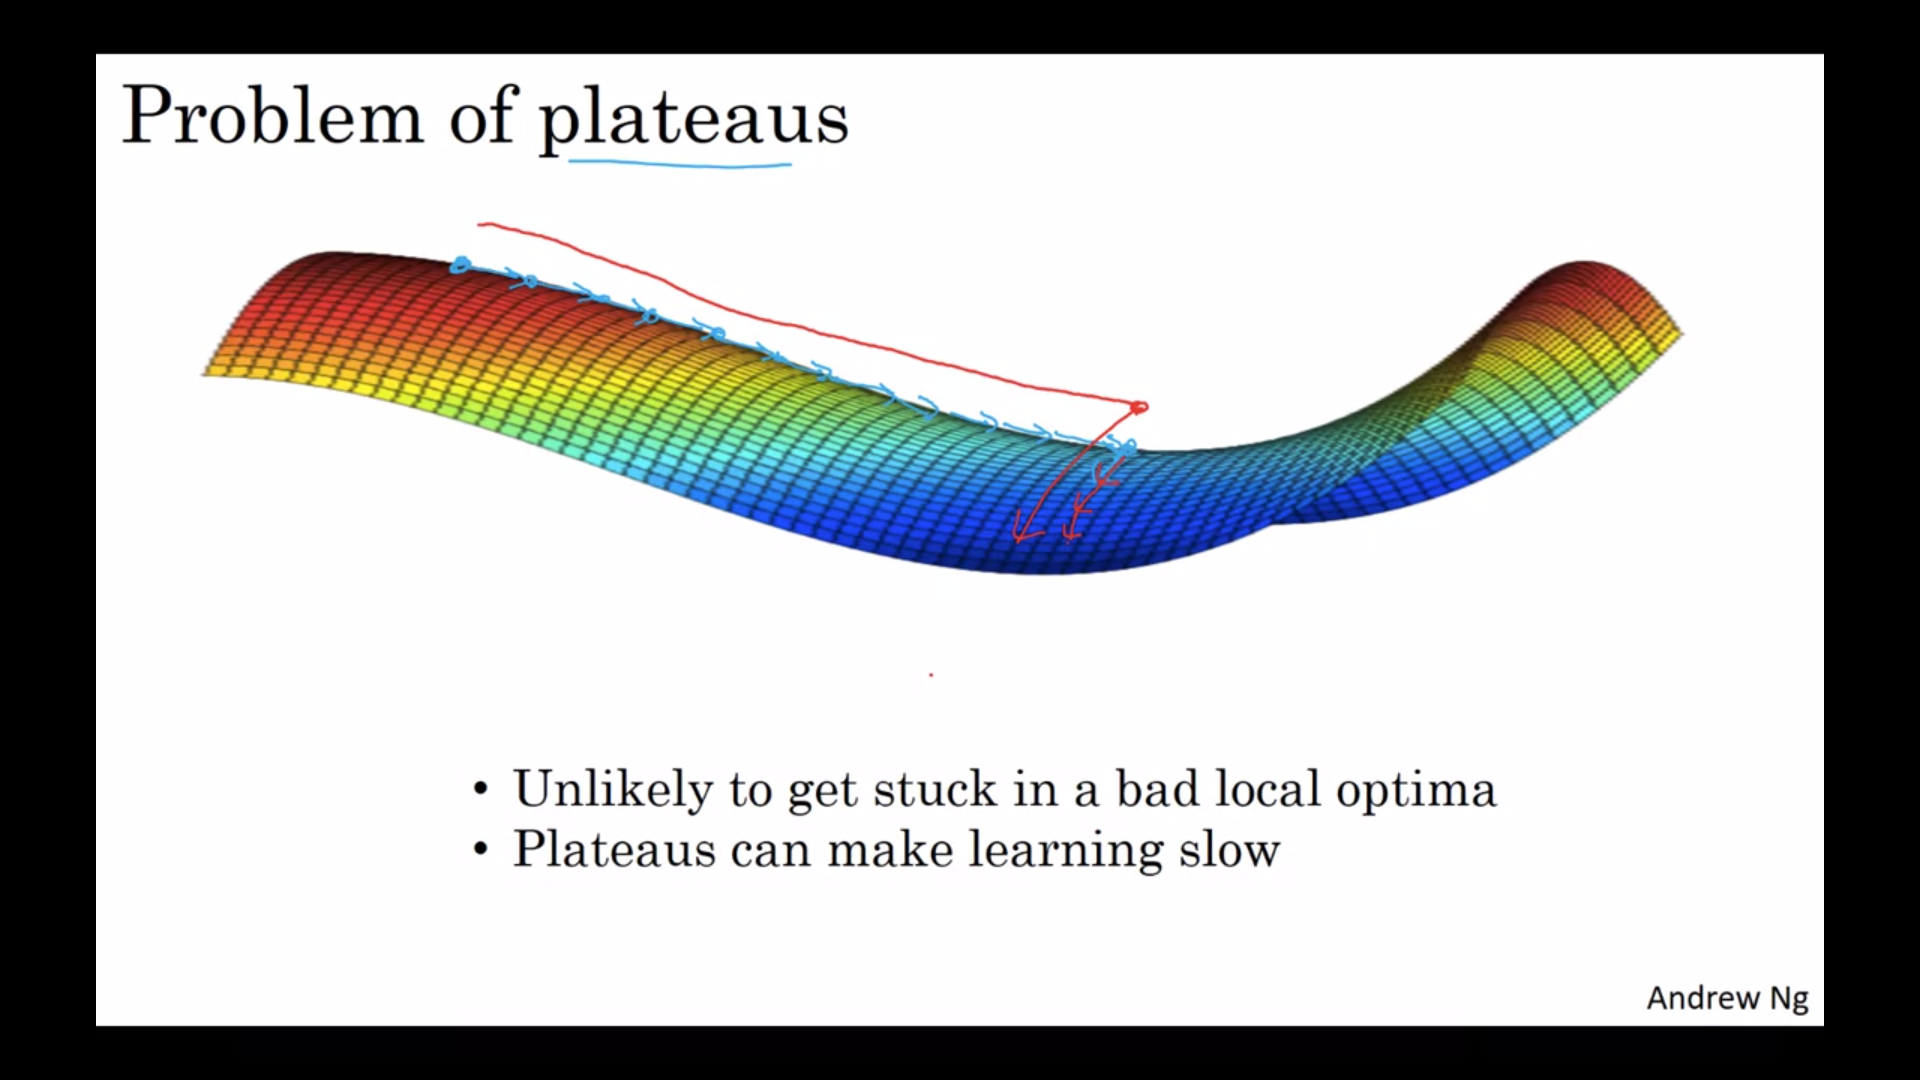 Problem of plateaus
• Unlikely to get stuck in a bad local optima
• Plateaus can make learning slow
Andrew Ng